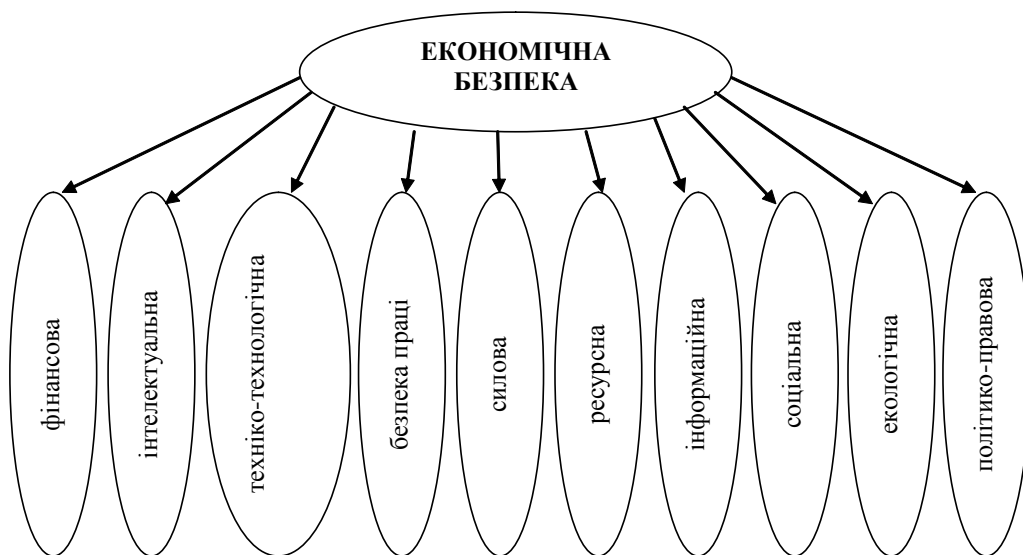 ЕКОНОМІЧНА
БЕЗПЕКА
фінансова
інтелектуальна
техніко-технологічна
безпека праці
силова
ресурсна
інформаційна
соціальна
екологічна
політико-правова